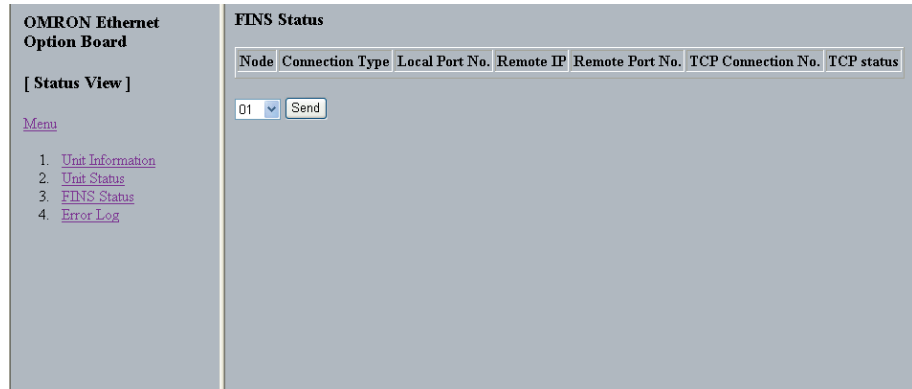 OMRON Ethernet
Option Board
[ Status View ]
Menu
1. Unit Information
2. Unit Status
3. FINS Status
4. Error Log
FINS Status
Node Connection Type Local Port No. Remote IP Remote Port No. TCP Connection No. TCP status
01 Send